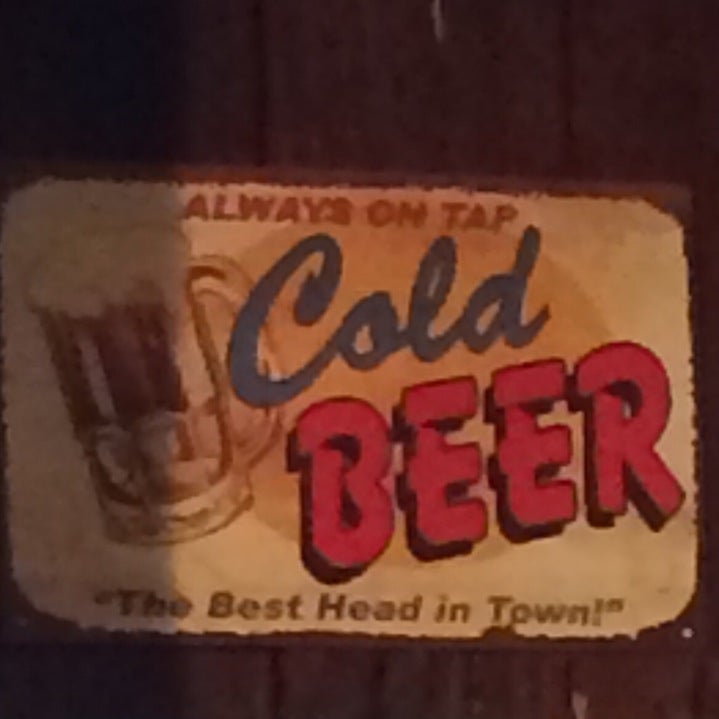 ALWAYS ON TAP
Cold
BEER
"The Best Head in Town!"